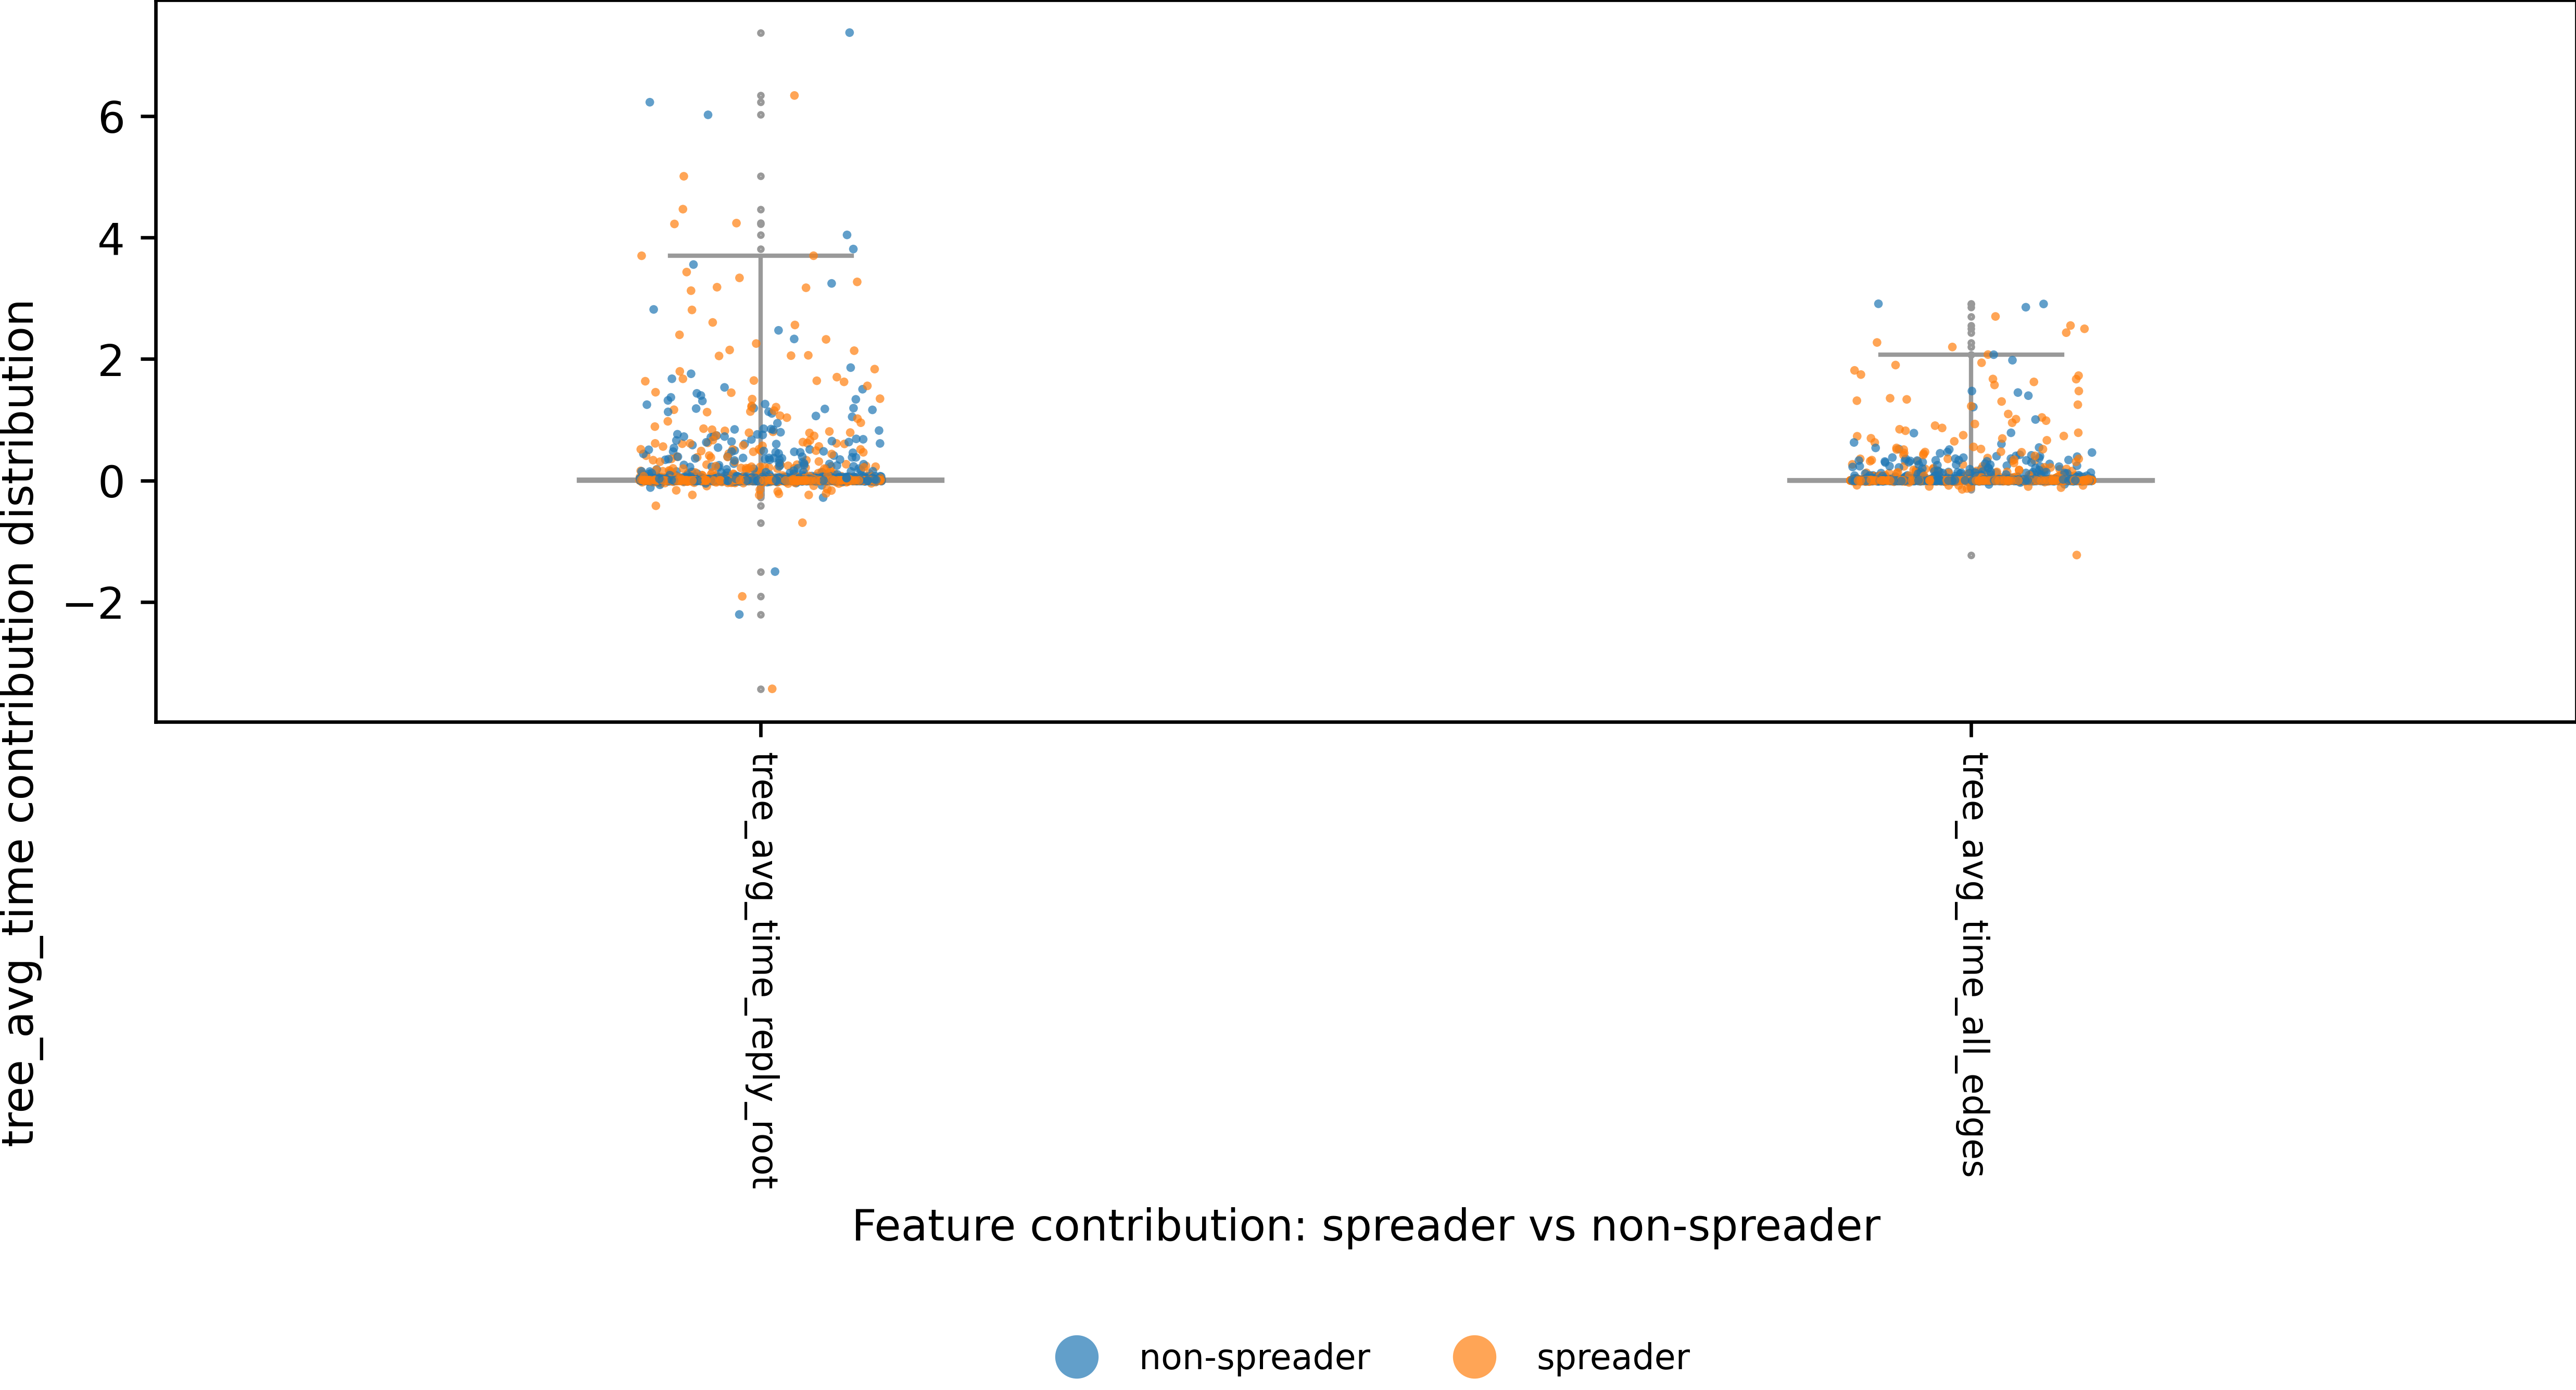 tree_avg_time contribution distribution
6
4
2
0
−2
tree_avg_time_reply_root
tree_avg_time_all_edges
Feature contribution: spreader vs non-spreader
non-spreader
spreader